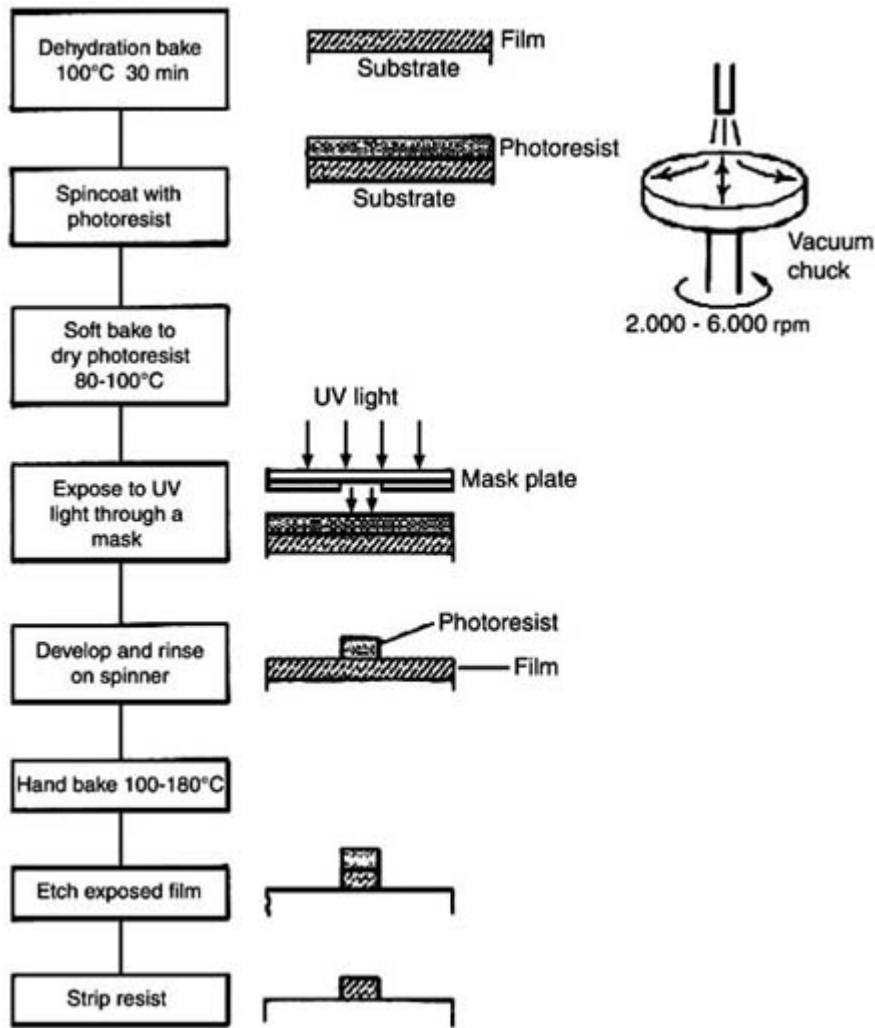 Dehydration bake
100°C 30 min
Film
Substrate
Photoresist
Substrate
Spincoat with
photoresist
Vacuum
chuck
2.000 - 6.000 rpm
Soft bake to
dry photoresist
80-100°C
UV light
Mask plate
Expose to UV
light through a
mask
Photoresist
Film
Develop and rinse
on spinner
Hand bake 100-180°C
Etch exposed film
Strip resist